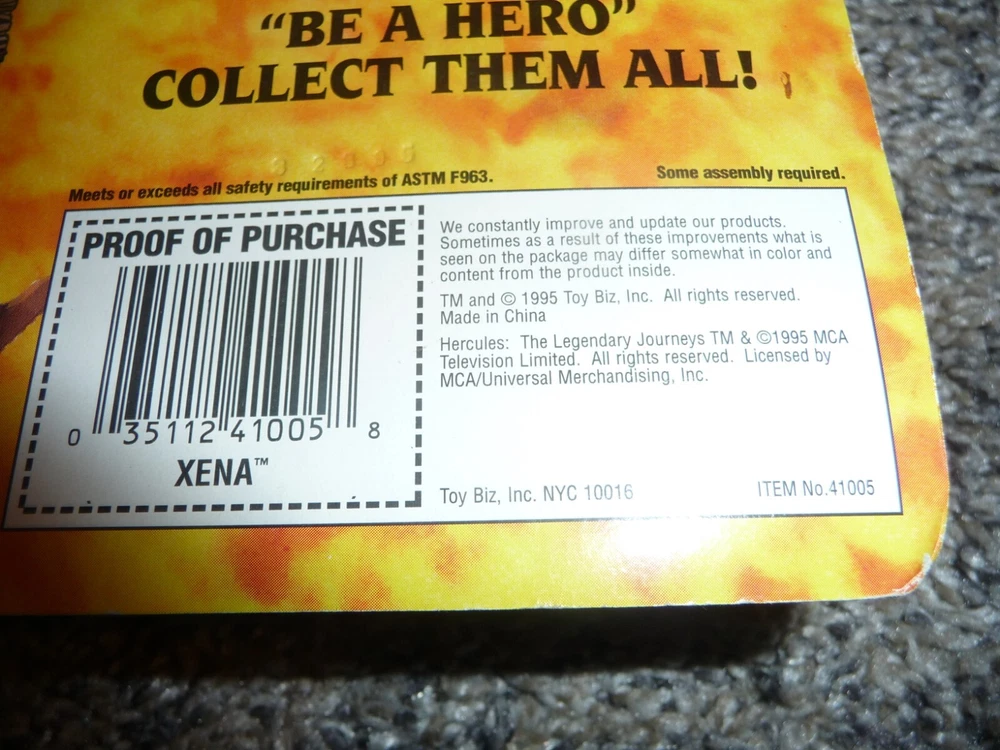 “BE A HERO”
COLLECT THEM ALL!
Meets or exceeds all safety requirements of ASTM F963.
Some assembly required.
PROOF OF PURCHASE
0 35112 41005 8
XENA™
We constantly improve and update our products.
Sometimes as a result of these improvements what is
seen on the package may differ somewhat in color and
content from the product inside.
TM and © 1995 Toy Biz, Inc. All rights reserved.
Made in China
Hercules: The Legendary Journeys TM & ©1995 MCA
Television Limited. All rights reserved. Licensed by
MCA/Universal Merchandising, Inc.
Toy Biz, Inc. NYC 10016
ITEM No.41005